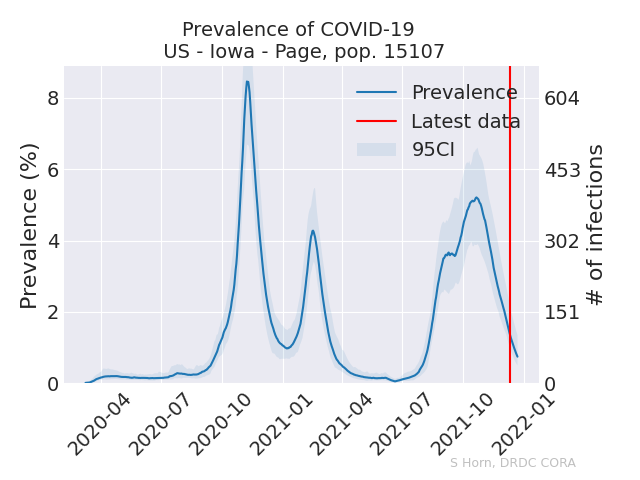 Prevalence of COVID-19
US - Iowa - Page, pop. 15107
Prevalence
Latest data
95CI
Prevalence (%)
8
6
4
2
0
604
453
302
151
0
# of infections
2020-04
2020-07
2020-10
2021-01
2021-04
2021-07
2021-10
2022-01
S Horn, DRDC CORA